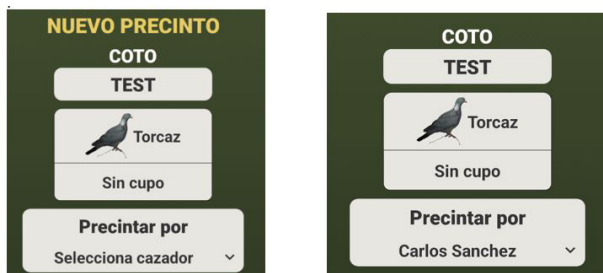 NUEVO PRECINTO
COTO
TEST
Torcaz
Sin cupo
Precintar por
Selecciona cazador
COTO
TEST
Torcaz
Sin cupo
Precintar por
Carlos Sanchez